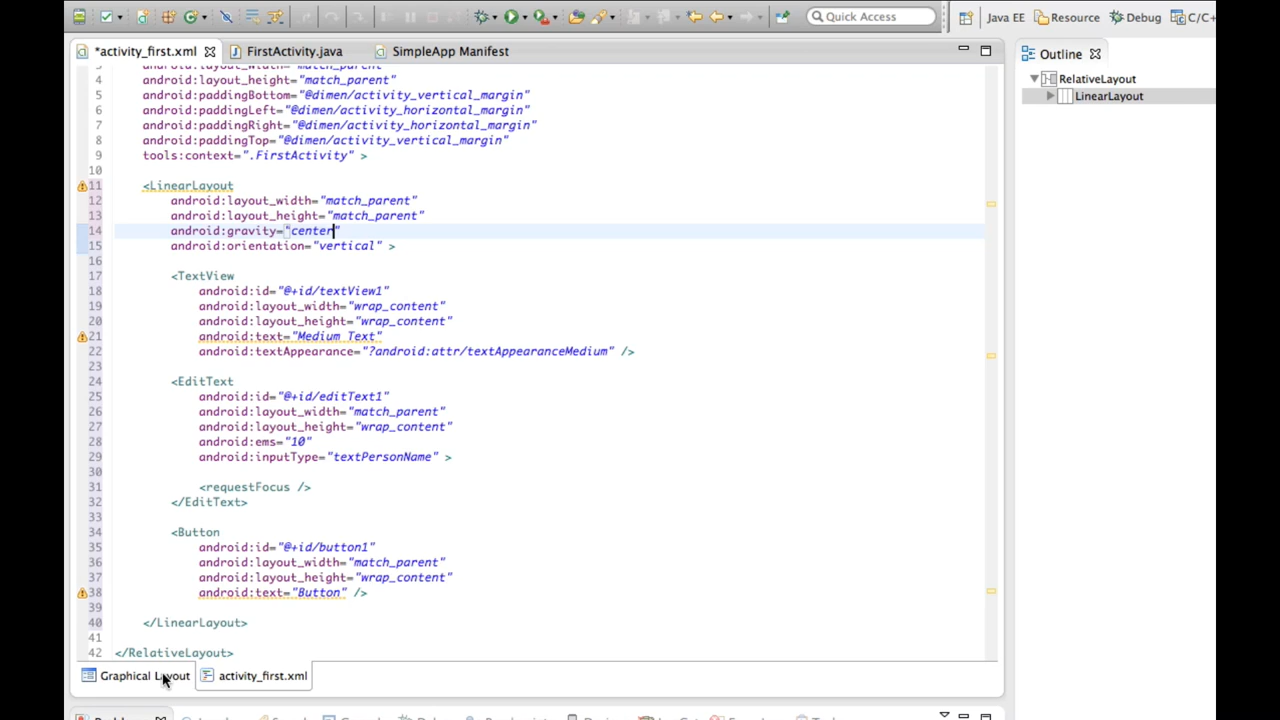 Quick Access
Java EE
Resource
Debug
C/C+
*activity_first.xml
FirstActivity.java
SimpleApp Manifest
Outline
RelativeLayout
LinearLayout
3 android:layout_width="match_parent"
4 android:layout_height="match_parent"
5 android:paddingBottom="@dimen/activity_vertical_margin"
6 android:paddingLeft="@dimen/activity_horizontal_margin"
7 android:paddingRight="@dimen/activity_horizontal_margin"
8 android:paddingTop="@dimen/activity_vertical_margin"
9 tools:context=".FirstActivity" >
10
11 <LinearLayout
12 android:layout_width="match_parent"
13 android:layout_height="match_parent"
14 android:gravity="center"
15 android:orientation="vertical" >
16
17 <TextView
18 android:id="@+id/textView1"
19 android:layout_width="wrap_content"
20 android:layout_height="wrap_content"
21 android:text="Medium Text"
22 android:textAppearance="?android:attr/textAppearanceMedium" />
23
24 <EditText
25 android:id="@+id/editText1"
26 android:layout_width="match_parent"
27 android:layout_height="wrap_content"
28 android:ems="10"
29 android:inputType="textPersonName" >
30
31 <requestFocus />
32 </EditText>
33
34 <Button
35 android:id="@+id/button1"
36 android:layout_width="match_parent"
37 android:layout_height="wrap_content"
38 android:text="Button" />
39
40 </LinearLayout>
41
42 </RelativeLayout>
Graphical Layout
activity_first.xml